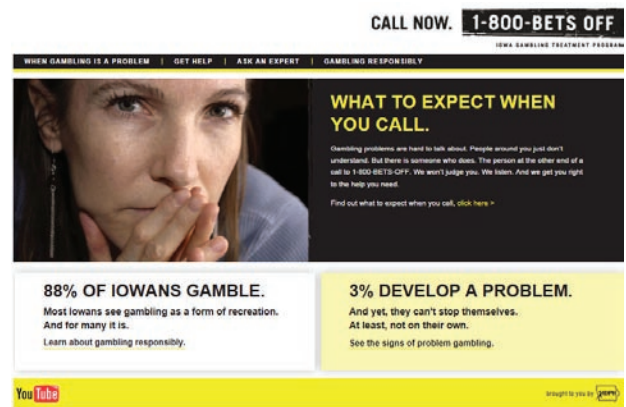 CALL NOW. 1-800-BETS OFF
IOWA GAMBLING TREATMENT PROGRAM
WHEN GAMBLING IS A PROBLEM | GET HELP | ASK AN EXPERT | GAMBLING RESPONSIBLY
WHAT TO EXPECT WHEN
YOU CALL.
Gambling problems are hard to talk about. People around you just don't
understand. But there is someone who does. The person at the other end of a
call to 1-800-BETS-OFF. We won't judge you. We listen. And we get you right
to the help you need.
Find out what to expect when you call, click here >
88% OF IOWANS GAMBLE.
Most Iowans see gambling as a form of recreation.
And for many it is.
Learn about gambling responsibly.
3% DEVELOP A PROBLEM.
And yet, they can't stop themselves.
At least, not on their own.
See the signs of problem gambling.
YouTube
brought to you by